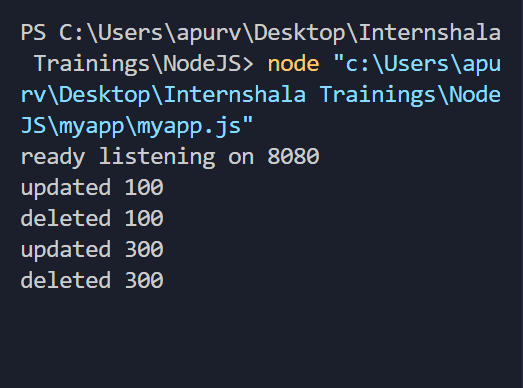 PS C:\Users\apurv\Desktop\Internshala
 Trainings\NodeJS> node "c:\Users\apu
rv\Desktop\Internshala Trainings\Node
JS\myapp\myapp.js"
ready listening on 8080
updated 100
deleted 100
updated 300
deleted 300